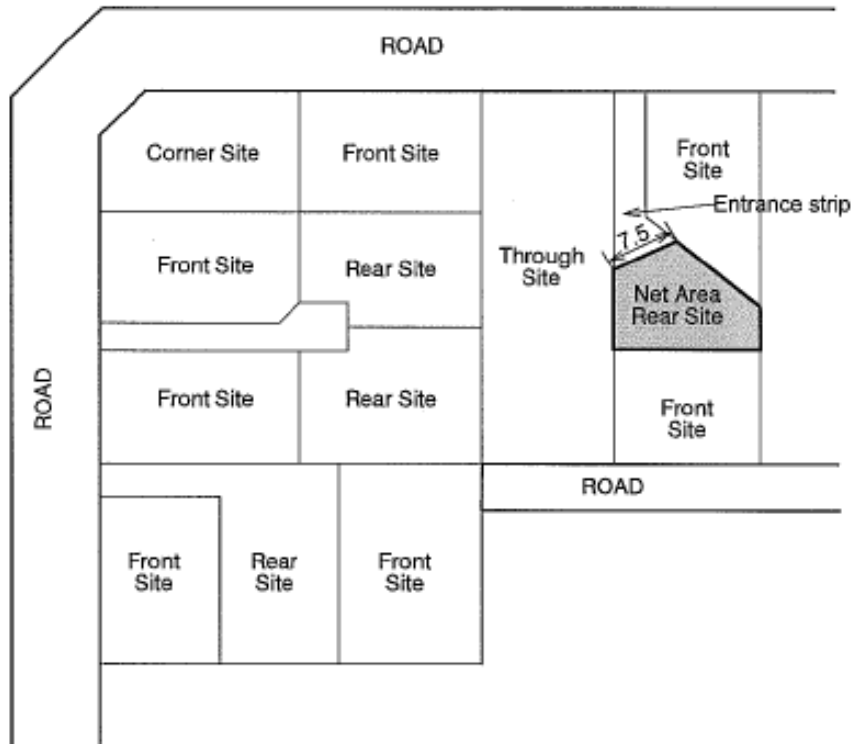 ROAD
Corner Site
Front Site
Front
Site
Entrance strip
7.5
Front Site
Rear Site
Through
Site
Net Area
Rear Site
ROAD
Front Site
Rear Site
Front
Site
ROAD
Front
Site
Rear
Site
Front
Site